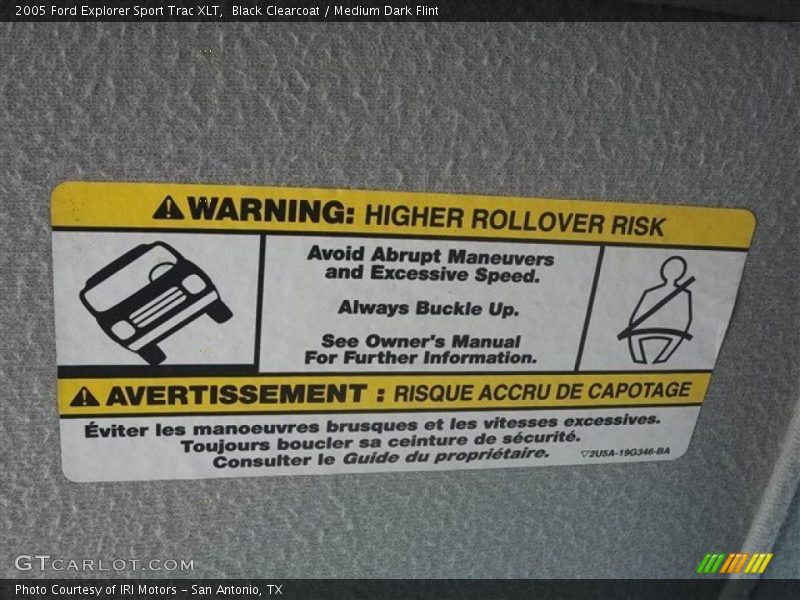 2005 Ford Explorer Sport Trac XLT, Black Clearcoat / Medium Dark Flint
WARNING: HIGHER ROLLOVER RISK
Avoid Abrupt Maneuvers
and Excessive Speed.
Always Buckle Up.
See Owner's Manual
For Further Information.
AVERTISSEMENT : RISQUE ACCRU DE CAPOTAGE
Éviter les manoeuvres brusques et les vitesses excessives.
Toujours boucler sa ceinture de sécurité.
Consulter le Guide du propriétaire.
2U5A-19G346-BA
GTCARLOT.COM
Photo Courtesy of IRI Motors – San Antonio, TX